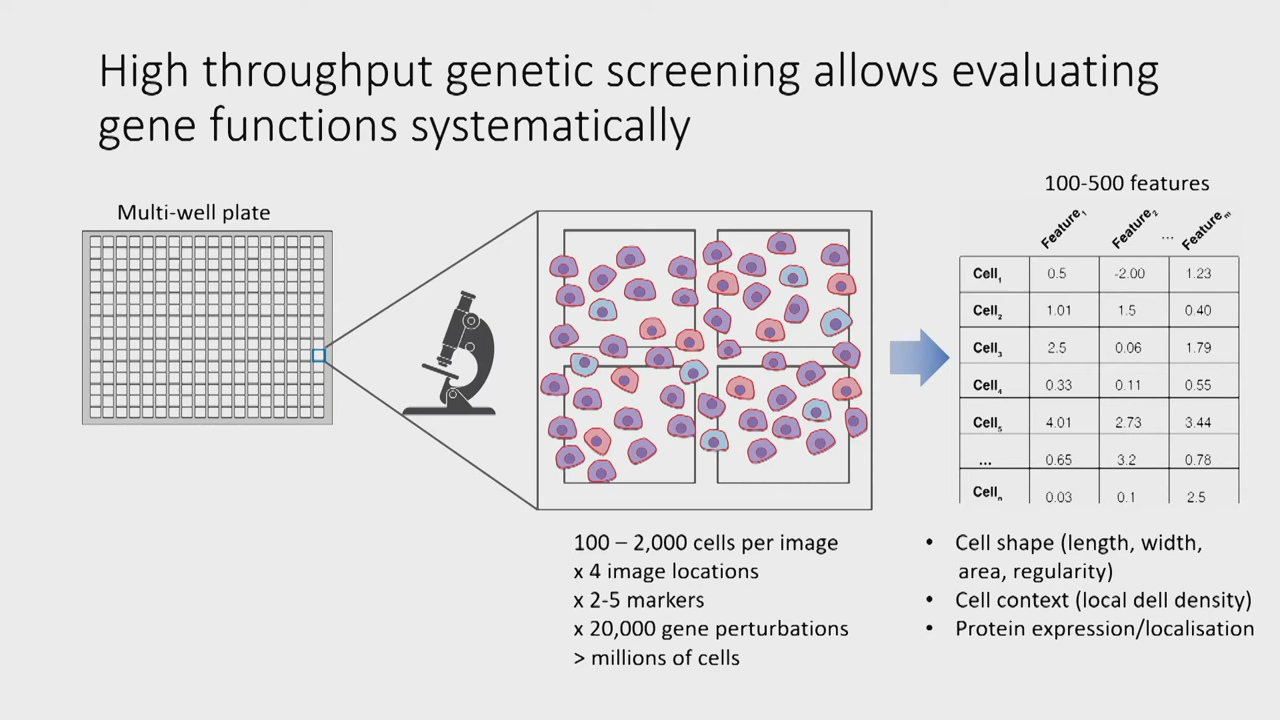 High throughput genetic screening allows evaluating
gene functions systematically
Multi-well plate
100 – 2,000 cells per image
x 4 image locations
x 2-5 markers
x 20,000 gene perturbations
> millions of cells
100-500 features
Feature1 Feature2 ... Featurem
Cell1 0.5 -2.00 1.23
Cell2 1.01 1.5 0.40
Cell3 2.5 0.06 1.79
Cell4 0.33 0.11 0.55
Cell5 4.01 2.73 3.44
... 0.65 3.2 0.78
Celln 0.03 0.1 2.5
• Cell shape (length, width,
area, regularity)
• Cell context (local dell density)
• Protein expression/localisation